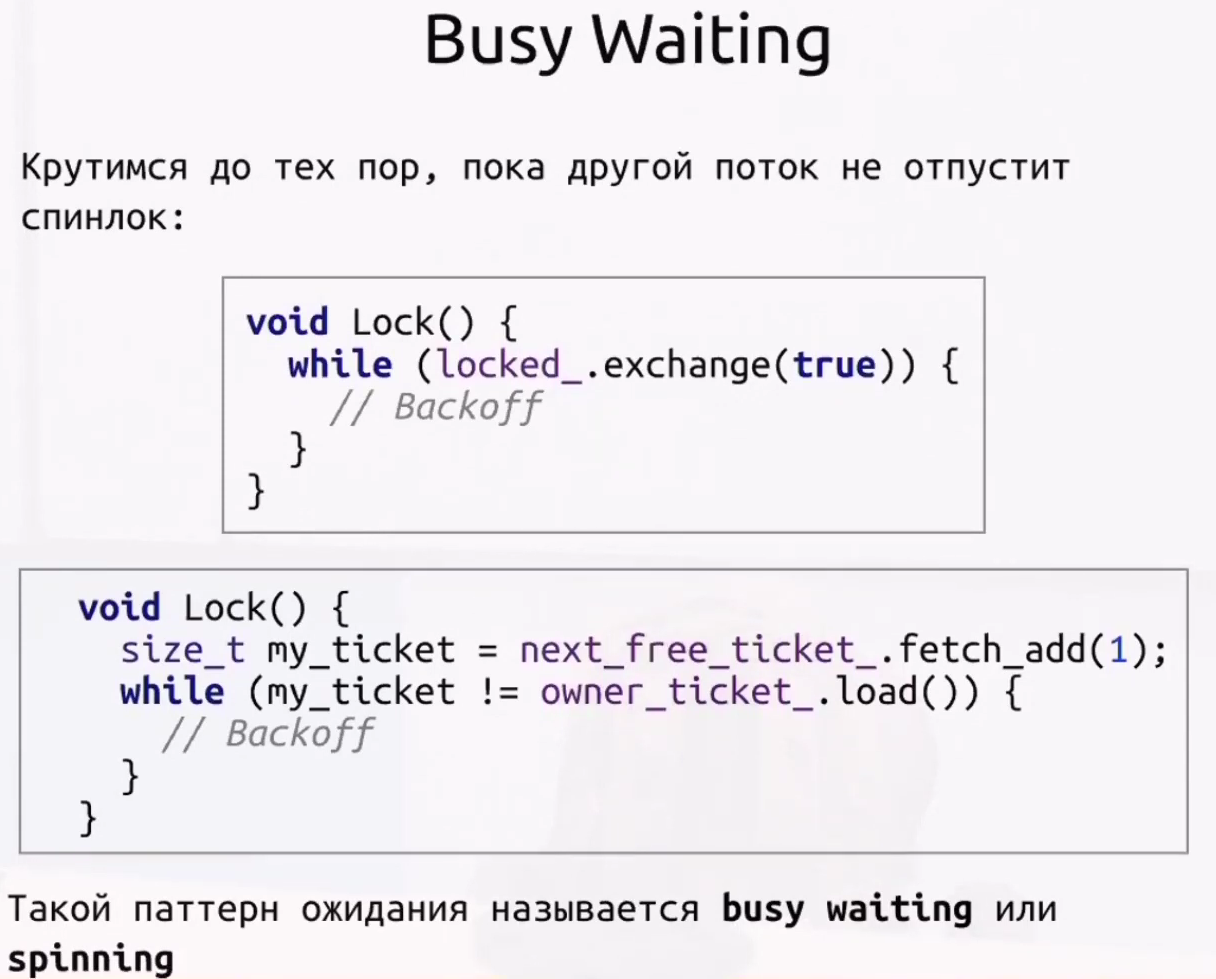 Busy Waiting
Крутимся до тех пор, пока другой поток не отпустит
спинлок:
void Lock() {
  while (locked_.exchange(true)) {
    // Backoff
  }
}
void Lock() {
  size_t my_ticket = next_free_ticket_.fetch_add(1);
  while (my_ticket != owner_ticket_.load()) {
    // Backoff
  }
}
Такой паттерн ожидания называется busy waiting или
spinning